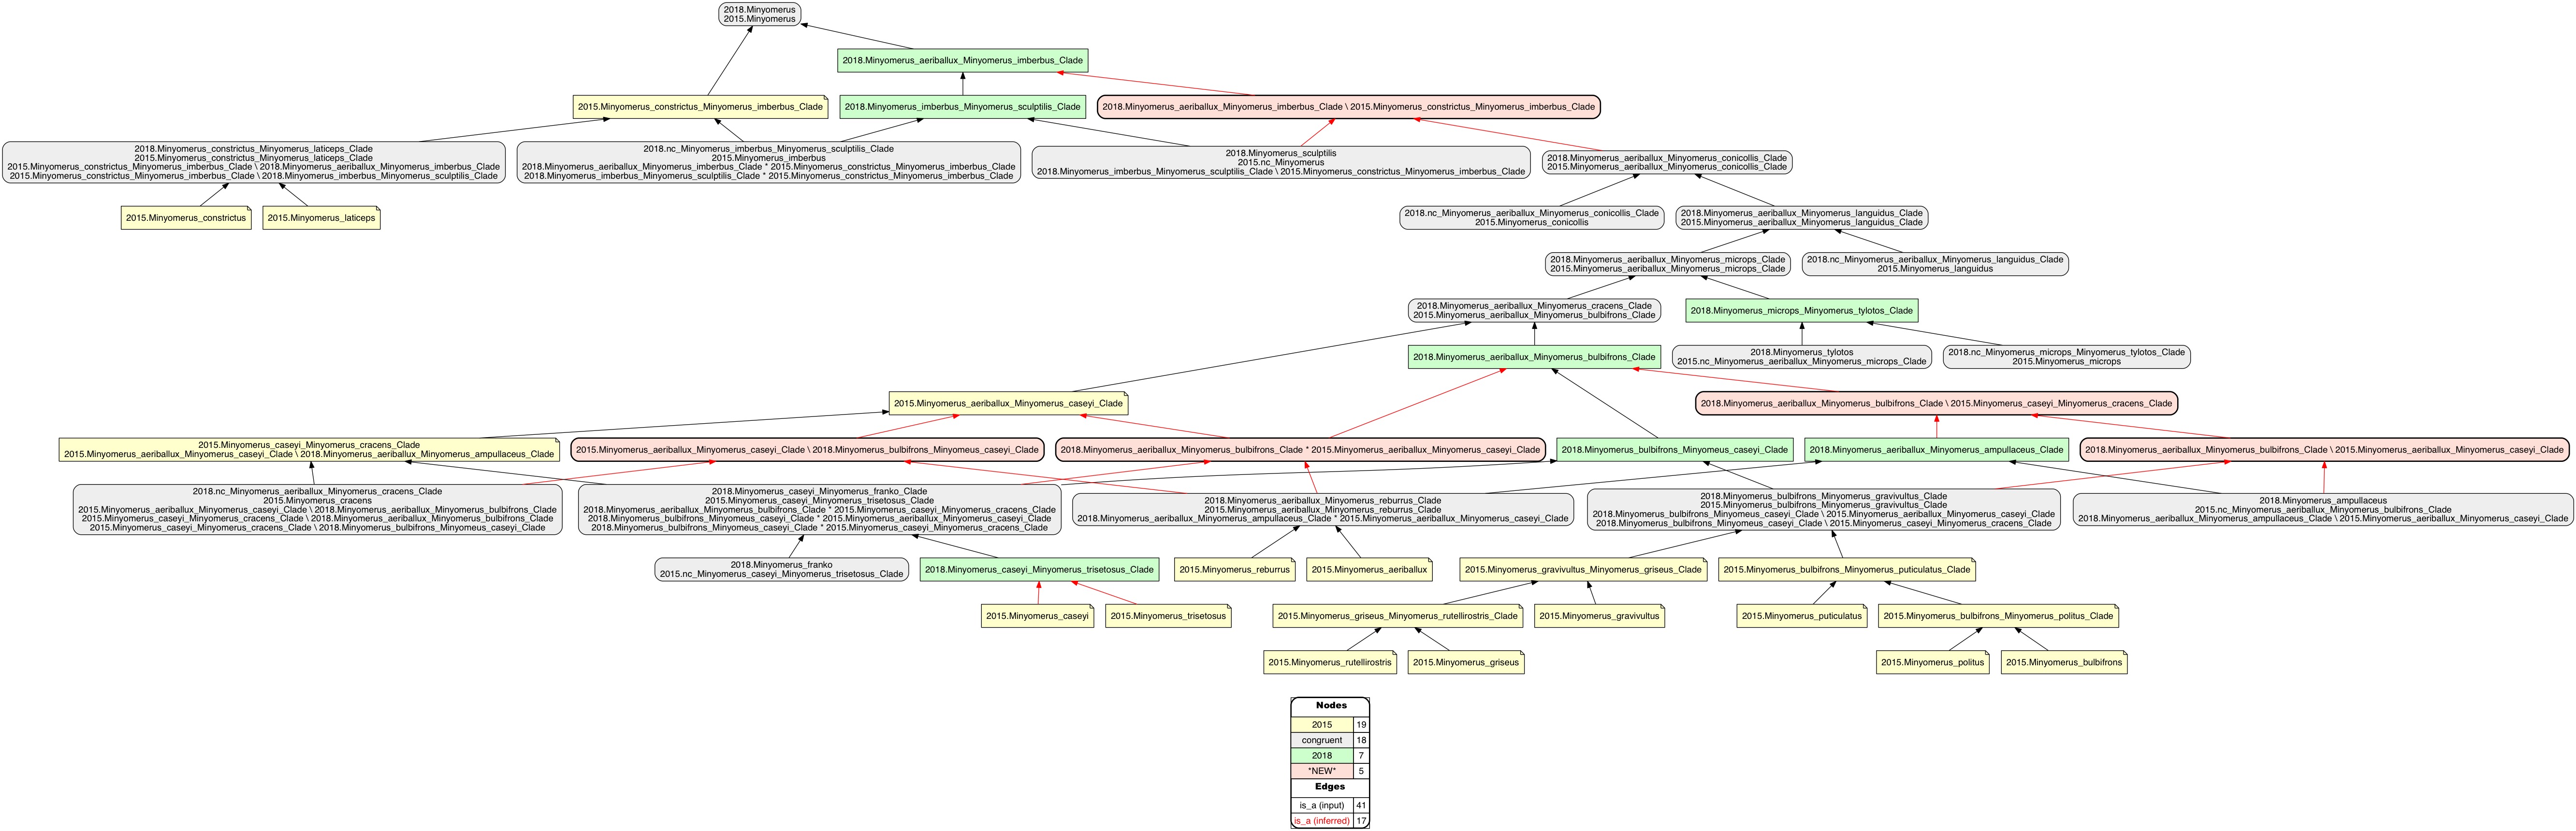 2018.Minyomerus
2015.Minyomerus
2018.Minyomerus_aeriballux_Minyomerus_imberbus_Clade
2015.Minyomerus_constrictus_Minyomerus_imberbus_Clade
2018.Minyomerus_imberbus_Minyomerus_sculptilis_Clade
2018.Minyomerus_aeriballux_Minyomerus_imberbus_Clade \ 2015.Minyomerus_constrictus_Minyomerus_imberbus_Clade
2018.Minyomerus_constrictus_Minyomerus_laticeps_Clade
2015.Minyomerus_constrictus_Minyomerus_laticeps_Clade
2015.Minyomerus_constrictus_Minyomerus_imberbus_Clade \ 2018.Minyomerus_aeriballux_Minyomerus_imberbus_Clade
2015.Minyomerus_constrictus_Minyomerus_imberbus_Clade \ 2018.Minyomerus_imberbus_Minyomerus_sculptilis_Clade
2018.nc_Minyomerus_imberbus_Minyomerus_sculptilis_Clade
2015.Minyomerus_imberbus
2018.Minyomerus_aeriballux_Minyomerus_imberbus_Clade * 2015.Minyomerus_constrictus_Minyomerus_imberbus_Clade
2018.Minyomerus_imberbus_Minyomerus_sculptilis_Clade * 2015.Minyomerus_constrictus_Minyomerus_imberbus_Clade
2018.Minyomerus_sculptilis
2015.nc_Minyomerus
2018.Minyomerus_imberbus_Minyomerus_sculptilis_Clade \ 2015.Minyomerus_constrictus_Minyomerus_imberbus_Clade
2018.Minyomerus_aeriballux_Minyomerus_conicollis_Clade
2015.Minyomerus_aeriballux_Minyomerus_conicollis_Clade
2015.Minyomerus_constrictus
2015.Minyomerus_laticeps
2018.nc_Minyomerus_aeriballux_Minyomerus_conicollis_Clade
2015.Minyomerus_conicollis
2018.Minyomerus_aeriballux_Minyomerus_languidus_Clade
2015.Minyomerus_aeriballux_Minyomerus_languidus_Clade
2018.Minyomerus_aeriballux_Minyomerus_microps_Clade
2015.Minyomerus_aeriballux_Minyomerus_microps_Clade
2018.nc_Minyomerus_aeriballux_Minyomerus_languidus_Clade
2015.Minyomerus_languidus
2018.Minyomerus_aeriballux_Minyomerus_cracens_Clade
2015.Minyomerus_aeriballux_Minyomerus_bulbifrons_Clade
2018.Minyomerus_microps_Minyomerus_tylotos_Clade
2018.Minyomerus_aeriballux_Minyomerus_bulbifrons_Clade
2018.Minyomerus_tylotos
2015.nc_Minyomerus_aeriballux_Minyomerus_microps_Clade
2018.nc_Minyomerus_microps_Minyomerus_tylotos_Clade
2015.Minyomerus_microps
2015.Minyomerus_aeriballux_Minyomerus_caseyi_Clade
2018.Minyomerus_aeriballux_Minyomerus_bulbifrons_Clade \ 2015.Minyomerus_caseyi_Minyomerus_cracens_Clade
2015.Minyomerus_caseyi_Minyomerus_cracens_Clade
2015.Minyomerus_aeriballux_Minyomerus_caseyi_Clade \ 2018.Minyomerus_aeriballux_Minyomerus_ampullaceus_Clade
2015.Minyomerus_aeriballux_Minyomerus_caseyi_Clade \ 2018.Minyomerus_bulbifrons_Minyomeus_caseyi_Clade
2018.Minyomerus_aeriballux_Minyomerus_bulbifrons_Clade * 2015.Minyomerus_aeriballux_Minyomerus_caseyi_Clade
2018.Minyomerus_bulbifrons_Minyomeus_caseyi_Clade
2018.Minyomerus_aeriballux_Minyomerus_ampullaceus_Clade
2018.Minyomerus_aeriballux_Minyomerus_bulbifrons_Clade \ 2015.Minyomerus_aeriballux_Minyomerus_caseyi_Clade
2018.nc_Minyomerus_aeriballux_Minyomerus_cracens_Clade
2015.Minyomerus_cracens
2015.Minyomerus_aeriballux_Minyomerus_caseyi_Clade \ 2018.Minyomerus_aeriballux_Minyomerus_bulbifrons_Clade
2015.Minyomerus_caseyi_Minyomerus_cracens_Clade \ 2018.Minyomerus_aeriballux_Minyomerus_bulbifrons_Clade
2015.Minyomerus_caseyi_Minyomerus_cracens_Clade \ 2018.Minyomerus_bulbifrons_Minyomeus_caseyi_Clade
2018.Minyomerus_caseyi_Minyomerus_franko_Clade
2015.Minyomerus_caseyi_Minyomerus_trisetosus_Clade
2018.Minyomerus_aeriballux_Minyomerus_bulbifrons_Clade * 2015.Minyomerus_caseyi_Minyomerus_cracens_Clade
2018.Minyomerus_bulbifrons_Minyomeus_caseyi_Clade * 2015.Minyomerus_aeriballux_Minyomerus_caseyi_Clade
2018.Minyomerus_bulbifrons_Minyomeus_caseyi_Clade * 2015.Minyomerus_caseyi_Minyomerus_cracens_Clade
2018.Minyomerus_aeriballux_Minyomerus_reburrus_Clade
2015.Minyomerus_aeriballux_Minyomerus_reburrus_Clade
2018.Minyomerus_aeriballux_Minyomerus_ampullaceus_Clade * 2015.Minyomerus_aeriballux_Minyomerus_caseyi_Clade
2018.Minyomerus_bulbifrons_Minyomerus_gravivultus_Clade
2015.Minyomerus_bulbifrons_Minyomerus_gravivultus_Clade
2018.Minyomerus_bulbifrons_Minyomeus_caseyi_Clade \ 2015.Minyomerus_aeriballux_Minyomerus_caseyi_Clade
2018.Minyomerus_bulbifrons_Minyomeus_caseyi_Clade \ 2015.Minyomerus_caseyi_Minyomerus_cracens_Clade
2018.Minyomerus_ampullaceus
2015.nc_Minyomerus_aeriballux_Minyomerus_bulbifrons_Clade
2018.Minyomerus_aeriballux_Minyomerus_ampullaceus_Clade \ 2015.Minyomerus_aeriballux_Minyomerus_caseyi_Clade
2018.Minyomerus_franko
2015.nc_Minyomerus_caseyi_Minyomerus_trisetosus_Clade
2018.Minyomerus_caseyi_Minyomerus_trisetosus_Clade
2015.Minyomerus_reburrus
2015.Minyomerus_aeriballux
2015.Minyomerus_gravivultus_Minyomerus_griseus_Clade
2015.Minyomerus_bulbifrons_Minyomerus_puticulatus_Clade
2015.Minyomerus_caseyi
2015.Minyomerus_trisetosus
2015.Minyomerus_griseus_Minyomerus_rutellirostris_Clade
2015.Minyomerus_gravivultus
2015.Minyomerus_puticulatus
2015.Minyomerus_bulbifrons_Minyomerus_politus_Clade
2015.Minyomerus_rutellirostris
2015.Minyomerus_griseus
2015.Minyomerus_politus
2015.Minyomerus_bulbifrons
Nodes
2015 19
congruent 18
2018 7
*NEW* 5
Edges
is_a (input) 41
is_a (inferred) 17